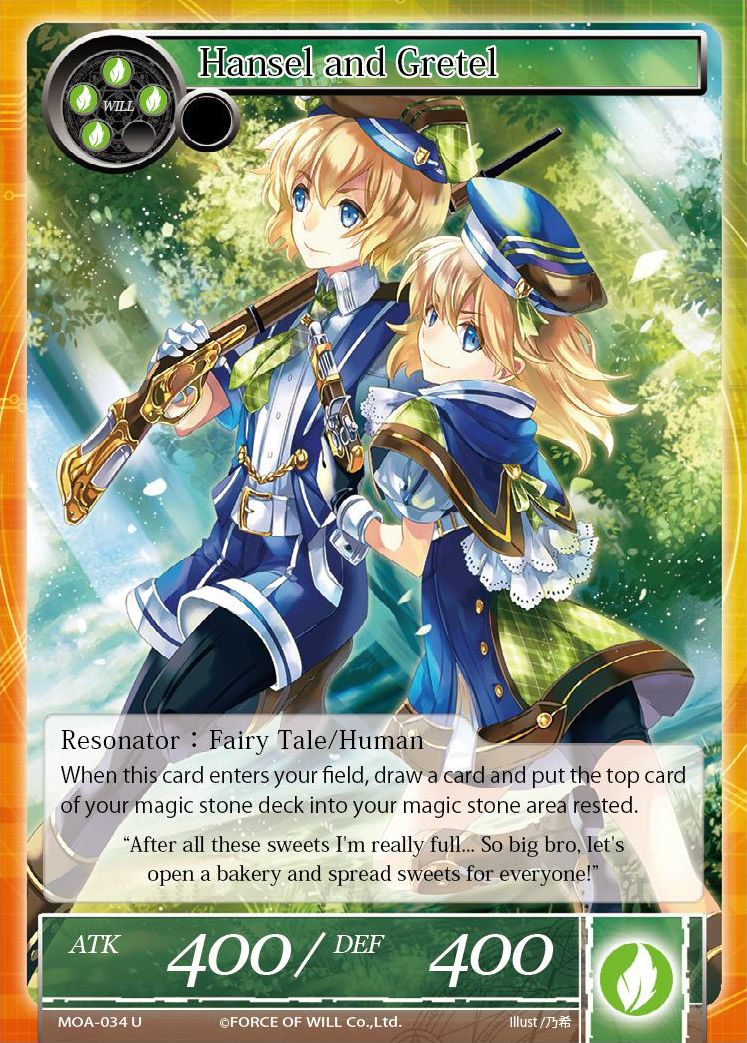 Hansel and Gretel
WILL
Resonator : Fairy Tale/Human
When this card enters your field, draw a card and put the top card
of your magic stone deck into your magic stone area rested.
“After all these sweets I'm really full... So big bro, let's
open a bakery and spread sweets for everyone!”
ATK 400 / DEF 400
MOA-034 U ©FORCE OF WILL Co.,Ltd. Illust /乃希